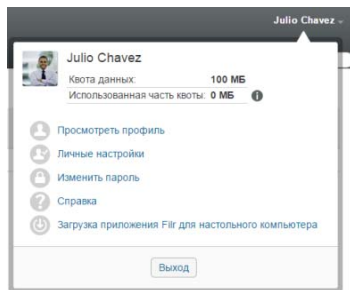 Julio Chavez
Julio Chavez
Квота данных: 100 МБ
Использованная часть квоты: 0 МБ
Просмотреть профиль
Личные настройки
Изменить пароль
Справка
Загрузка приложения Filr для настольного компьютера
Выход